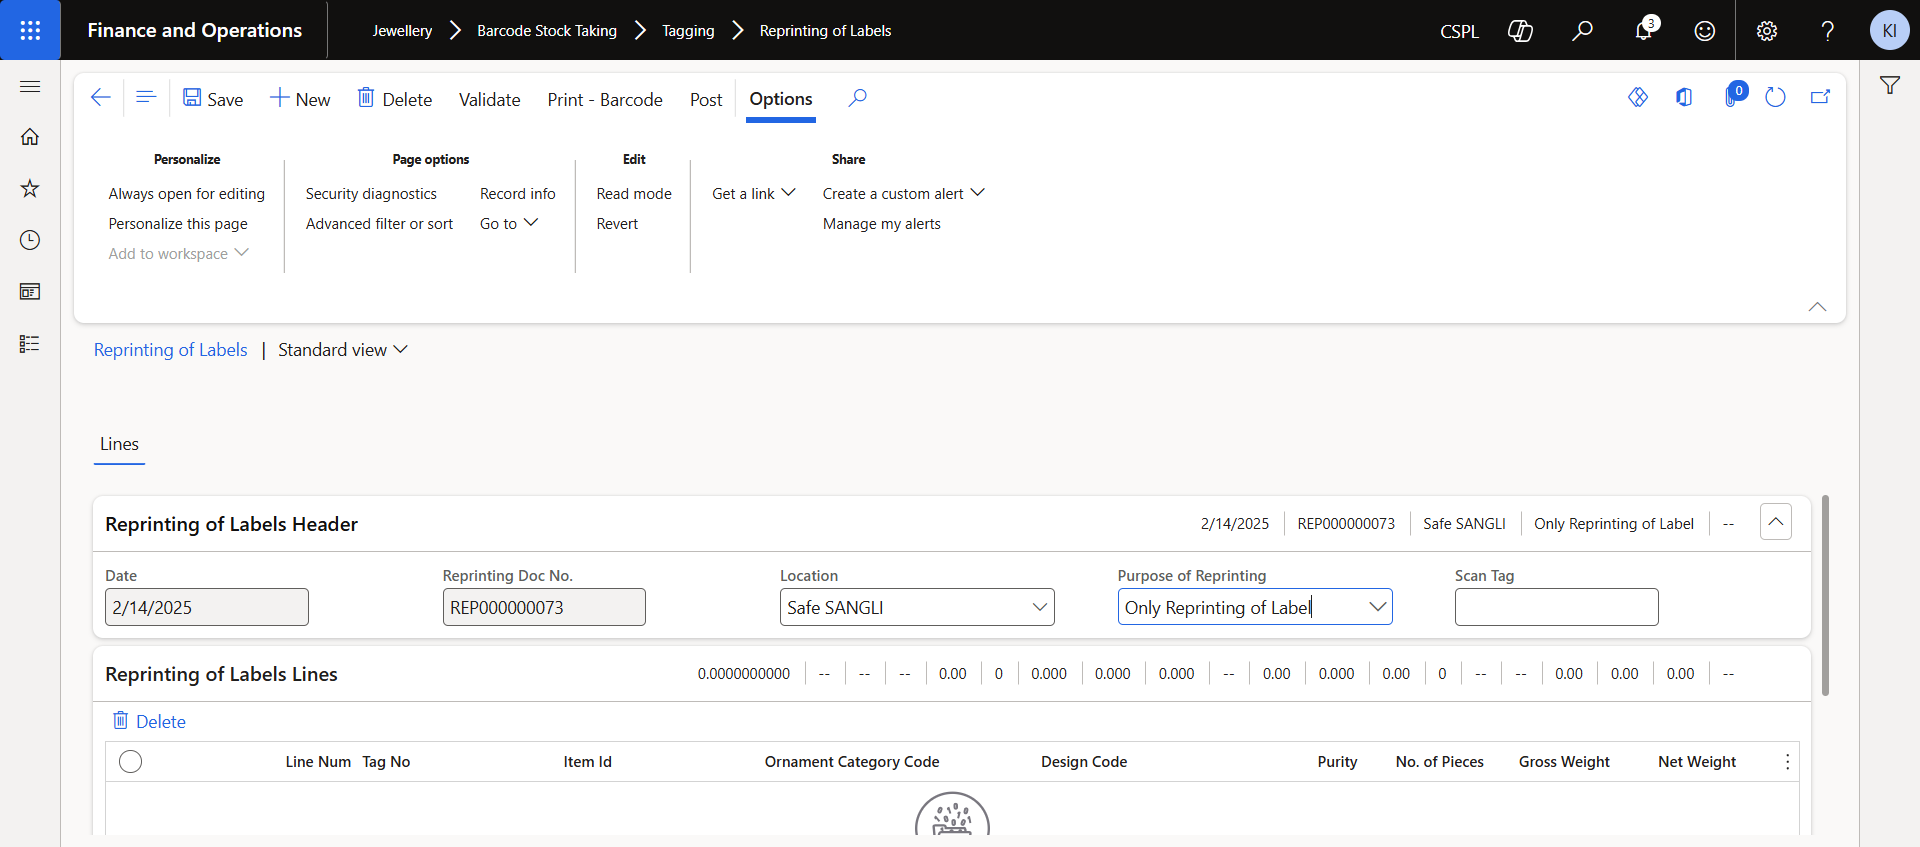 Finance and Operations
Jewellery Barcode Stock Taking Tagging Reprinting of Labels
CSPL 3 ? KI
Save New Delete Validate Print - Barcode Post Options 0
Personalize Page options Edit Share
Always open for editing Security diagnostics Record info Read mode Get a link Create a custom alert
Personalize this page Advanced filter or sort Go to Revert Manage my alerts
Add to workspace
Reprinting of Labels | Standard view
Lines
Reprinting of Labels Header 2/14/2025 REP000000073 Safe SANGLI Only Reprinting of Label --
Date Reprinting Doc No. Location Purpose of Reprinting Scan Tag
2/14/2025 REP000000073 Safe SANGLI Only Reprinting of Label
Reprinting of Labels Lines 0.0000000000 -- -- -- 0.00 0 0.000 0.000 0.000 -- 0.00 0.000 0.00 0 -- -- 0.00 0.00 0.00 --
Delete
Line Num Tag No Item Id Ornament Category Code Design Code Purity No. of Pieces Gross Weight Net Weight